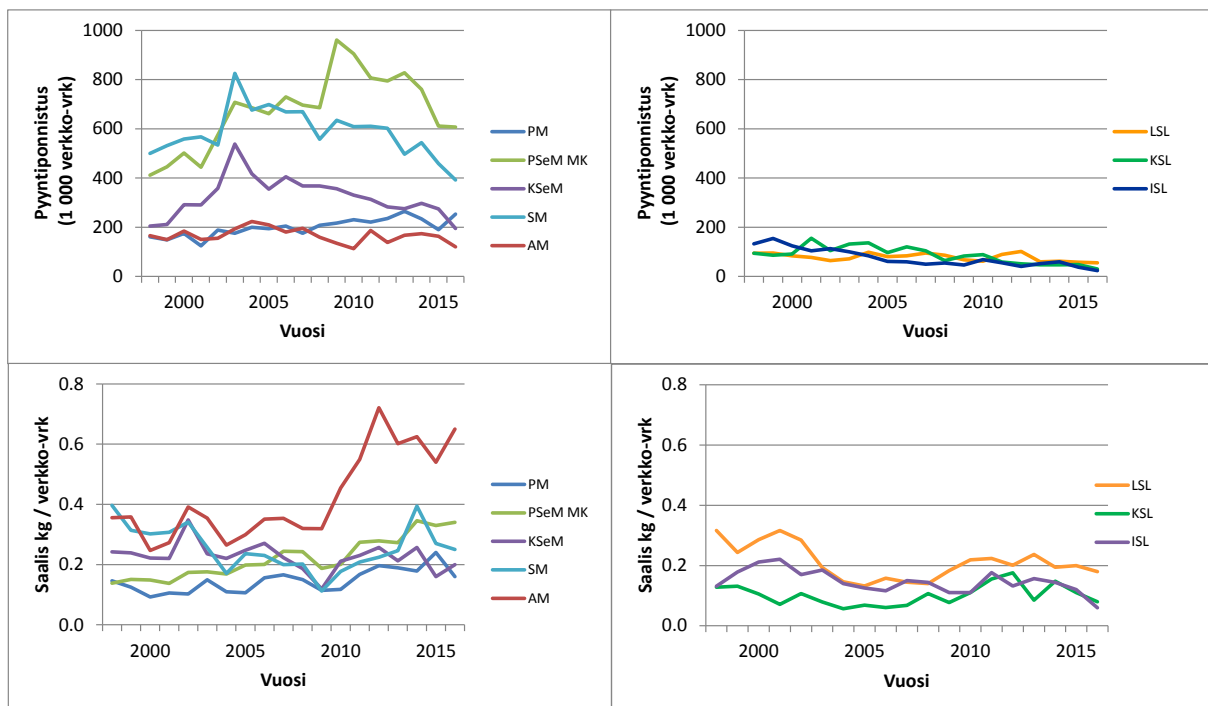 Pyyntiponnistus
(1 000 verkko-vrk)
1000
800
600
400
200
0
2000 2005 2010 2015
Vuosi
PM
PSeM MK
KSeM
SM
AM
Pyyntiponnistus
(1 000 verkko-vrk)
1000
800
600
400
200
0
2000 2005 2010 2015
Vuosi
LSL
KSL
ISL
Saalis kg / verkko-vrk
0.8
0.6
0.4
0.2
0.0
2000 2005 2010 2015
Vuosi
PM
PSeM MK
KSeM
SM
AM
Saalis kg / verkko-vrk
0.8
0.6
0.4
0.2
0.0
2000 2005 2010 2015
Vuosi
LSL
KSL
ISL